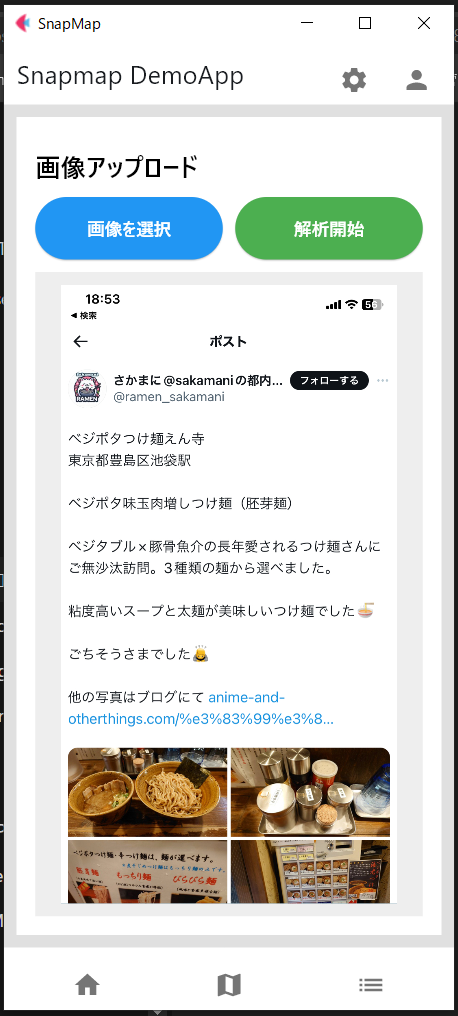 SnapMap
Snapmap DemoApp
画像アップロード
画像を選択
解析開始
18:53
56
◀ 検索
ポスト
さかまに@sakamaniの都内...
フォローする
@ramen_sakamani
RAMEN
ベジポタつけ麺えん寺
東京都豊島区池袋駅
ベジポタ味玉肉増しつけ麺（胚芽麺）
ベジタブル×豚骨魚介の長年愛されるつけ麺さんに
ご無沙汰訪問。3種類の麺から選べました。
粘度高いスープと太麺が美味しいつけ麺でした🍜
ごちそうさまでした🙇
他の写真はブログにて anime-and-
otherthings.com/%e3%83%99%e3%8...
ベジポタつけ麺・辛つけ麺は、麺が選べます。
胚芽麺 もっちり麺 ぴらぴら麺